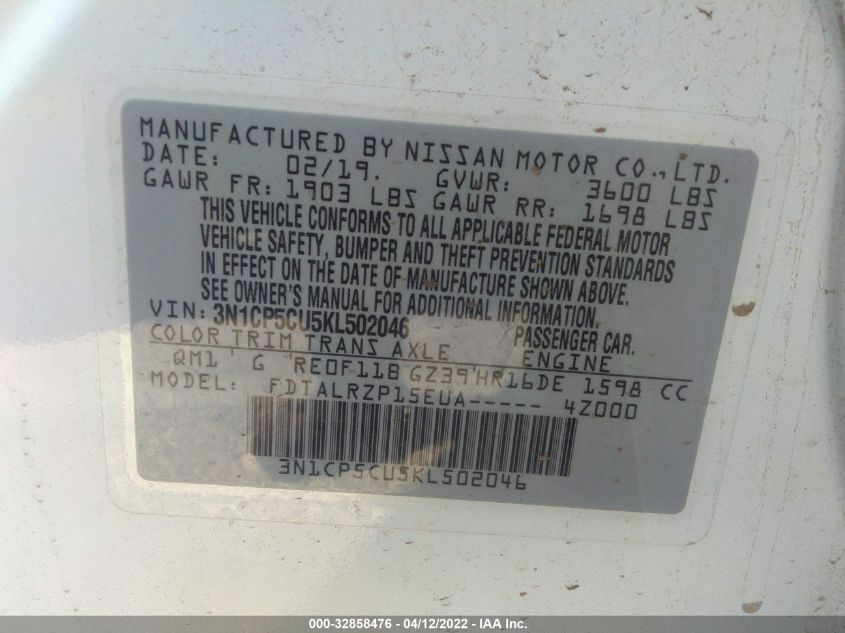 MANUFACTURED BY NISSAN MOTOR CO., LTD.
DATE: 02/19. GVWR: 3600 LBS
GAWR FR: 1903 LBS GAWR RR: 1698 LBS
THIS VEHICLE CONFORMS TO ALL APPLICABLE FEDERAL MOTOR
VEHICLE SAFETY, BUMPER AND THEFT PREVENTION STANDARDS
IN EFFECT ON THE DATE OF MANUFACTURE SHOWN ABOVE.
SEE OWNER'S MANUAL FOR ADDITIONAL INFORMATION.
VIN: 3N1CP5CU5KL502046 PASSENGER CAR.
COLOR TRIM TRANS AXLE ENGINE
QM1 ' G 'RE0F11B GZ39'HR16DE 1598 CC
MODEL: FDTALRZP15EUA----- 4Z000
3N1CP5CU5KL502046
000-32858476 - 04/12/2022 - IAA Inc.